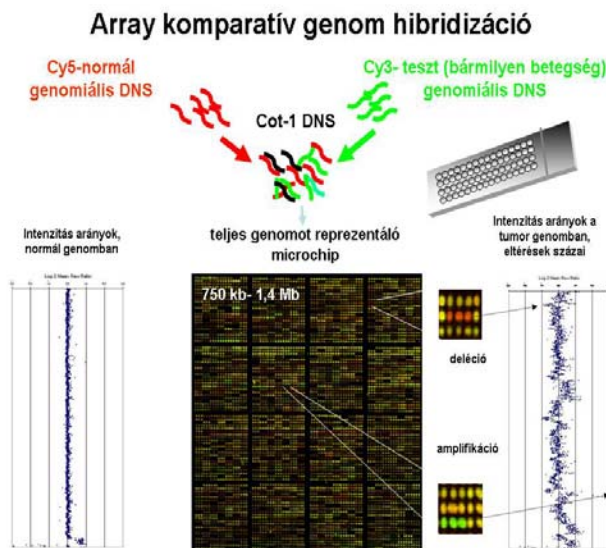 Array komparatív genom hibridizáció
Cy5-normál
genomiális DNS
Cy3- teszt (bármilyen betegség)
genomiális DNS
Cot-1 DNS
Intenzitás arányok,
normál genomban
teljes genomot reprezentáló
microchip
Intenzitás arányok a
tumor genomban,
eltérések százai
750 kb- 1,4 Mb
deléció
amplifikáció